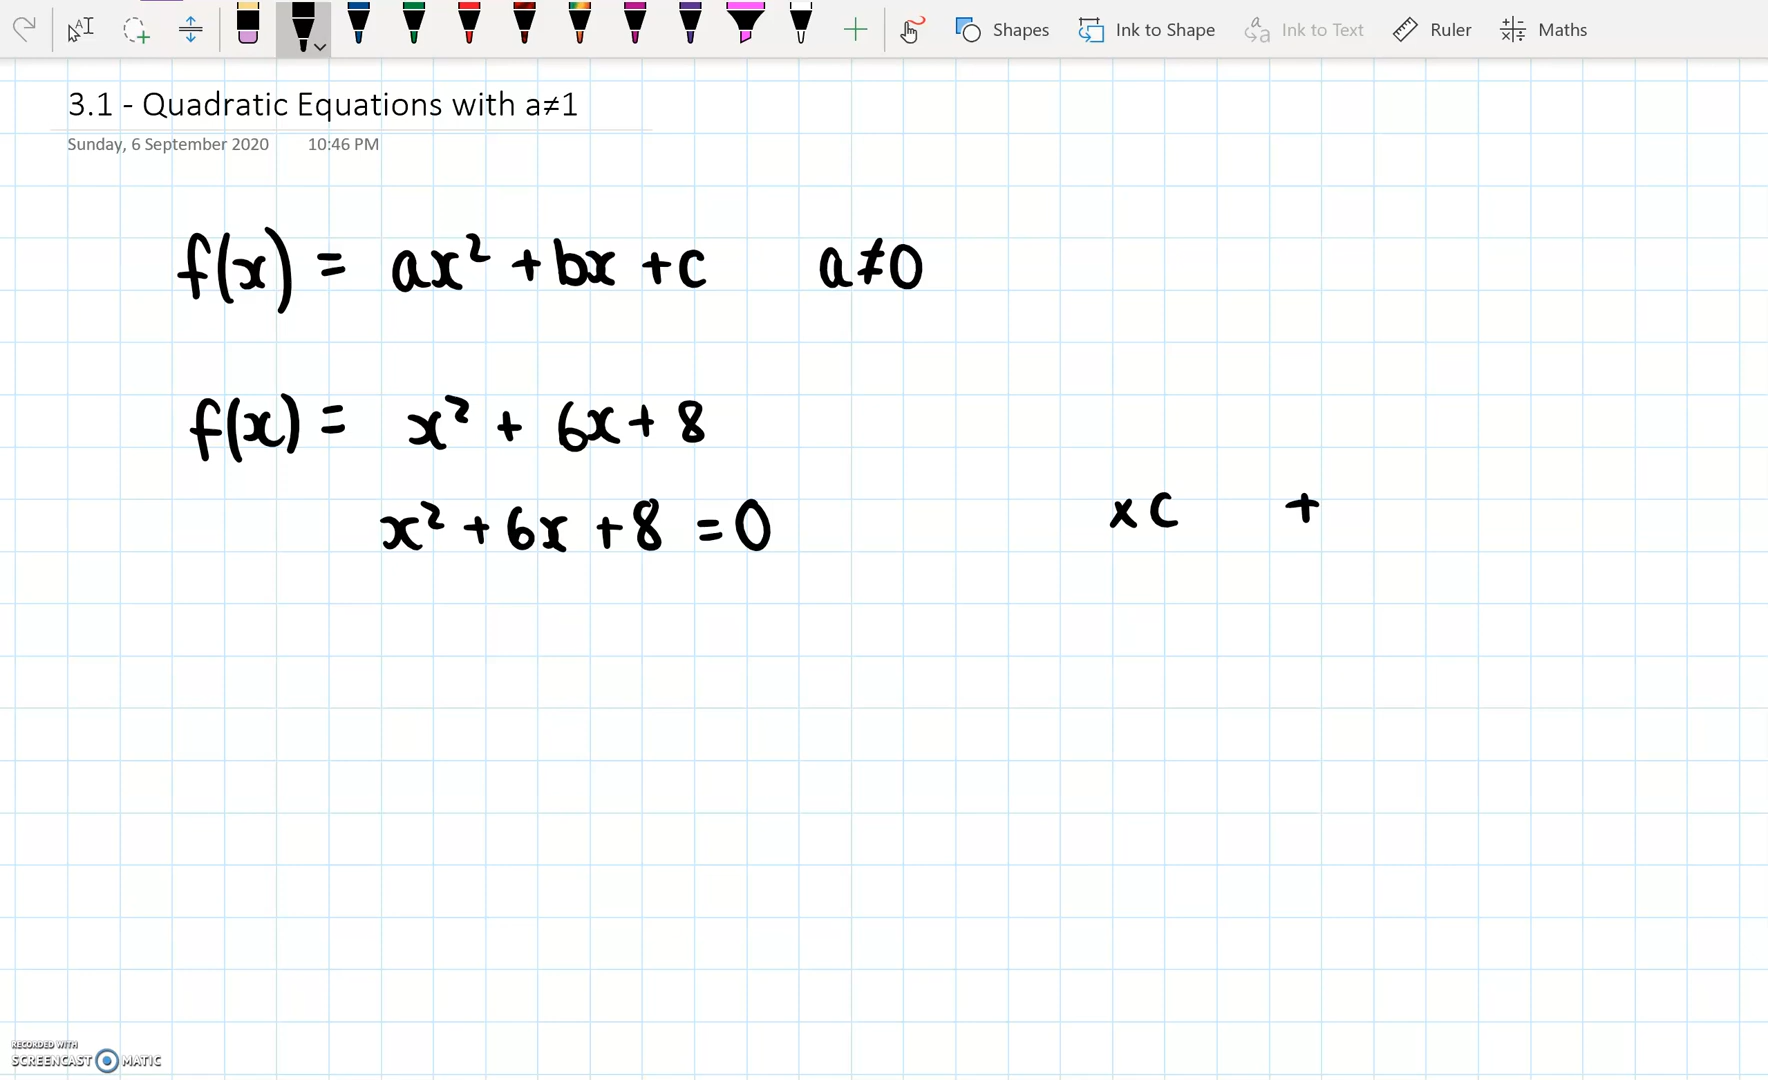 Shapes Ink to Shape Ink to Text Ruler Maths
3.1 - Quadratic Equations with a≠1
Sunday, 6 September 2020 10:46 PM
f(x) = ax² + bx + c a≠0
f(x) = x² + 6x + 8
x² + 6x + 8 = 0 × c +
RECORDED WITH
SCREENCAST MATIC